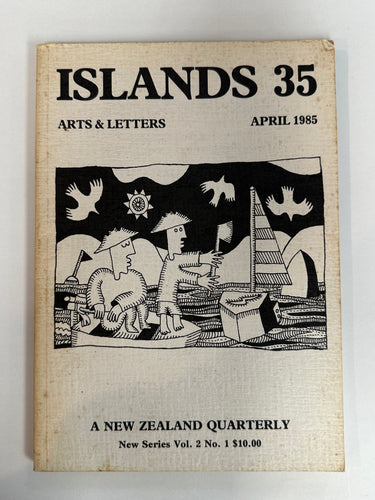 ISLANDS 35
ARTS & LETTERS APRIL 1985
A NEW ZEALAND QUARTERLY
New Series Vol. 2 No. 1 $10.00